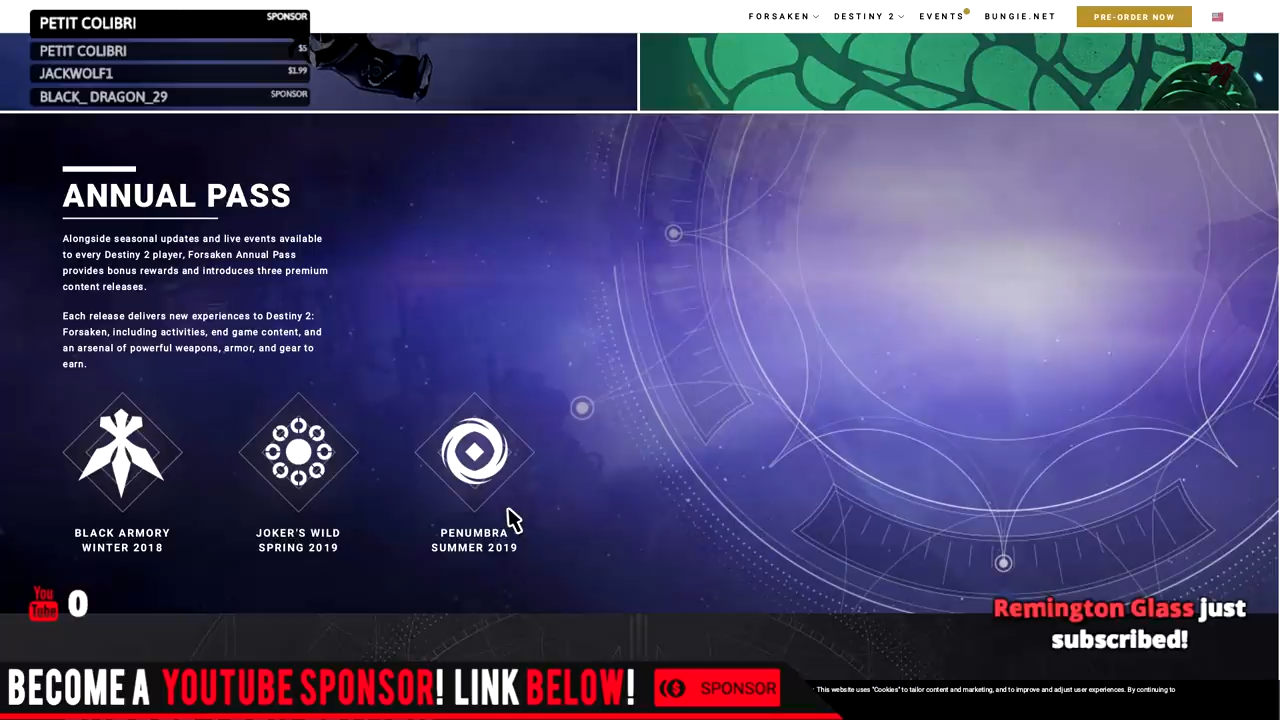 PETIT COLIBRI SPONSOR
PETIT COLIBRI $5
JACKWOLF1 $1.99
BLACK_DRAGON_29 SPONSOR
FORSAKEN DESTINY 2 EVENTS BUNGIE.NET PRE-ORDER NOW
ANNUAL PASS
Alongside seasonal updates and live events available
to every Destiny 2 player, Forsaken Annual Pass
provides bonus rewards and introduces three premium
content releases.
Each release delivers new experiences to Destiny 2:
Forsaken, including activities, end game content, and
an arsenal of powerful weapons, armor, and gear to
earn.
BLACK ARMORY
WINTER 2018
JOKER'S WILD
SPRING 2019
PENUMBRA
SUMMER 2019
You
Tube 0
Remington Glass just
subscribed!
BECOME A YOUTUBE SPONSOR! LINK BELOW! SPONSOR
This website uses "Cookies" to tailor content and marketing, and to improve and adjust user experiences. By continuing to